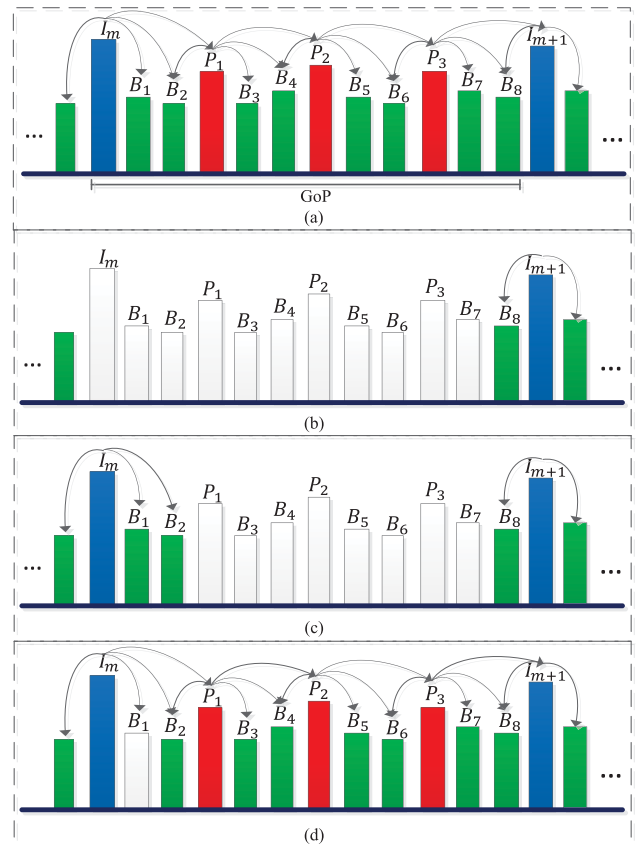 I_m P_1 P_2 P_3 I_{m+1}
B_1 B_2 B_3 B_4 B_5 B_6 B_7 B_8
... ...
GoP
(a)
I_m P_1 P_2 P_3 I_{m+1}
B_1 B_2 B_3 B_4 B_5 B_6 B_7 B_8
... ...
(b)
I_m P_1 P_2 P_3 I_{m+1}
B_1 B_2 B_3 B_4 B_5 B_6 B_7 B_8
... ...
(c)
I_m P_1 P_2 P_3 I_{m+1}
B_1 B_2 B_3 B_4 B_5 B_6 B_7 B_8
...
(d)